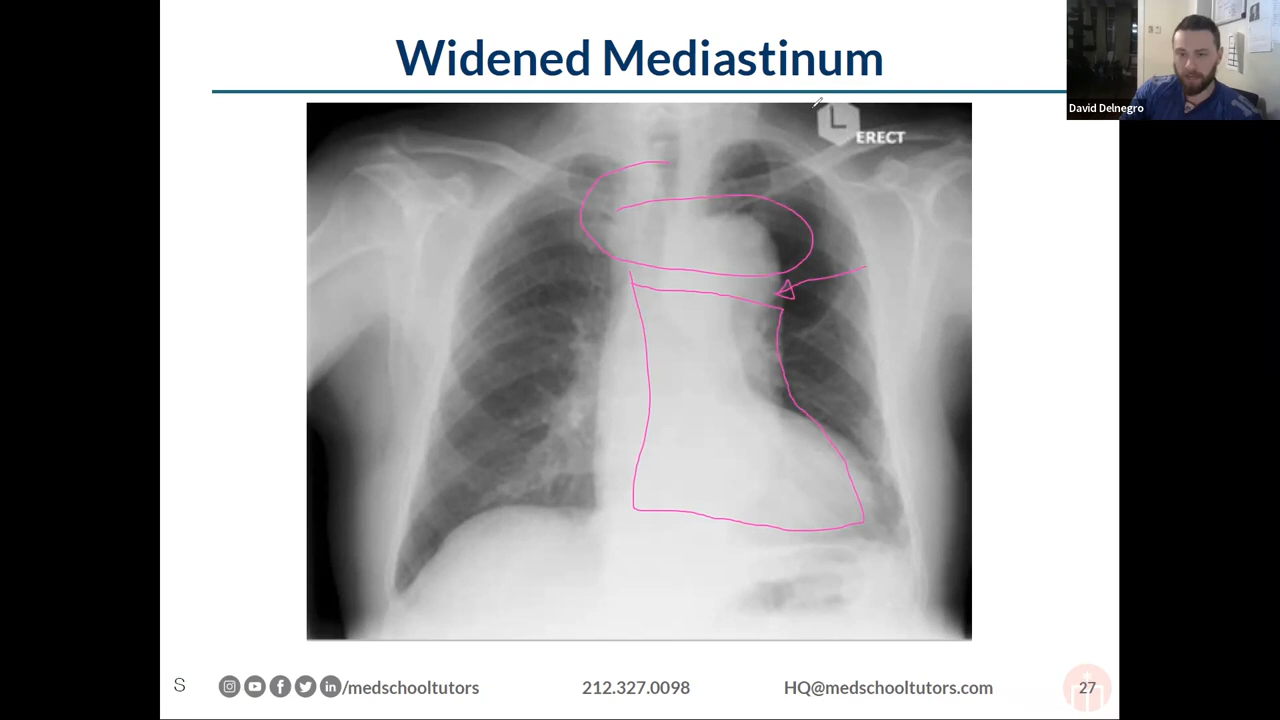 Widened Mediastinum
David Delnegro
L
ERECT
S
/medschooltutors
212.327.0098
HQ@medschooltutors.com
27